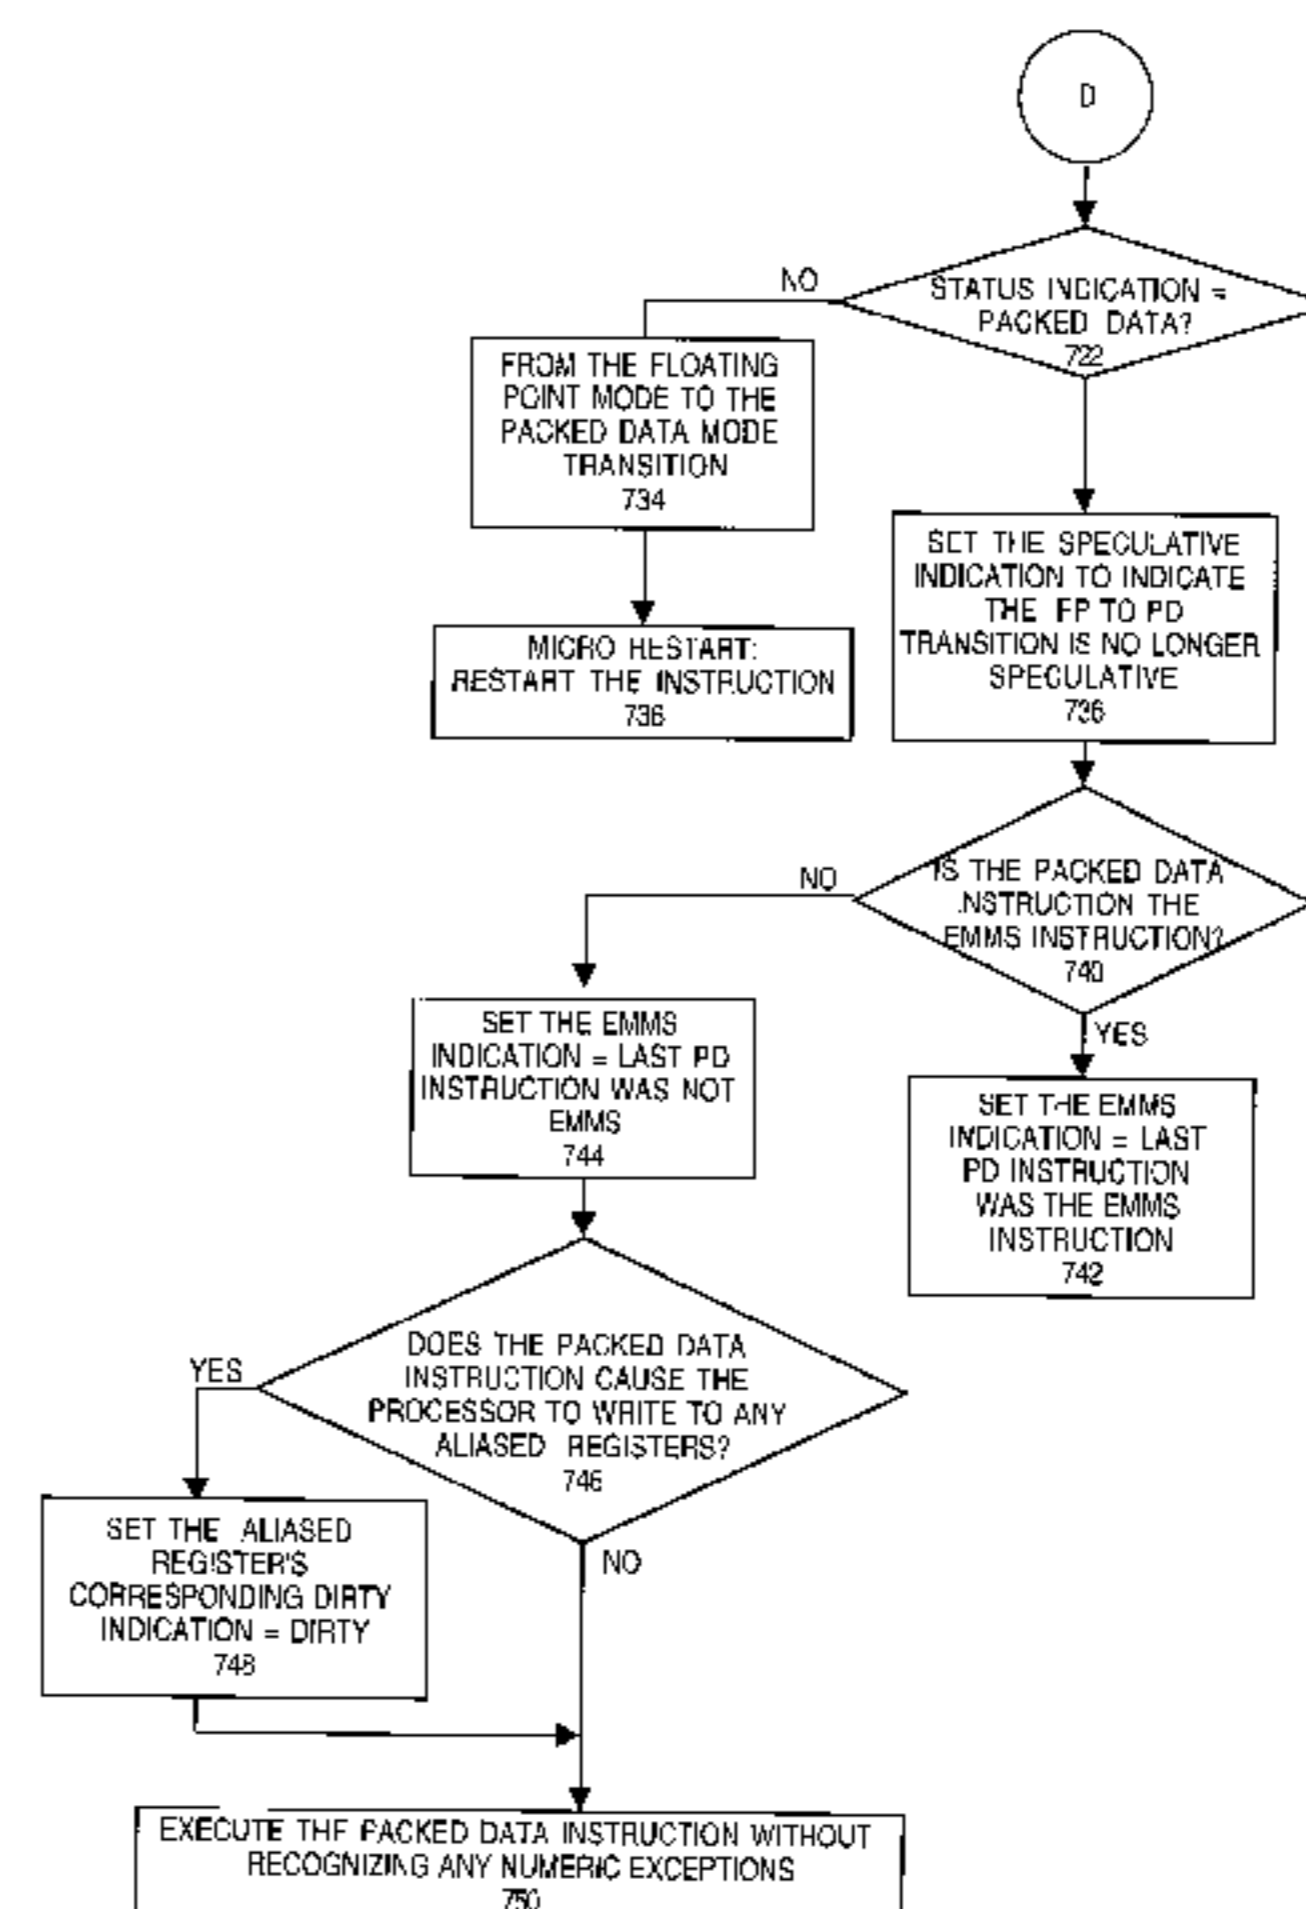 D
NO
STATUS INDICATION =
PACKED DATA?
722
FROM THE FLOATING
POINT MODE TO THE
PACKED DATA MODE
TRANSITION
734
SET THE SPECULATIVE
INDICATION TO INDICATE
THE FP TO PD
TRANSITION IS NO LONGER
SPECULATIVE
736
MICRO RESTART:
RESTART THE INSTRUCTION
736
NO
IS THE PACKED DATA
INSTRUCTION THE
EMMS INSTRUCTION?
740
YES
SET THE EMMS
INDICATION = LAST PD
INSTRUCTION WAS NOT
EMMS
744
SET THE EMMS
INDICATION = LAST
PD INSTRUCTION
WAS THE EMMS
INSTRUCTION
742
YES
DOES THE PACKED DATA
INSTRUCTION CAUSE THE
PROCESSOR TO WRITE TO ANY
ALIASED REGISTERS?
746
NO
SET THE ALIASED
REGISTER'S
CORRESPONDING DIRTY
INDICATION = DIRTY
748
EXECUTE THE PACKED DATA INSTRUCTION WITHOUT
RECOGNIZING ANY NUMERIC EXCEPTIONS
750